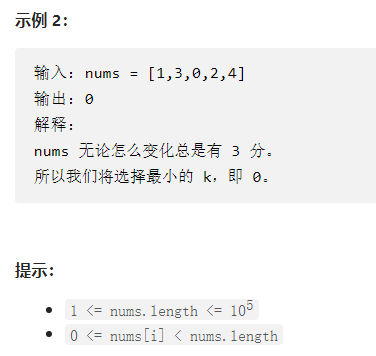 示例 2：
输入：nums = [1,3,0,2,4]
输出：0
解释：
nums 无论怎么变化总是有 3 分。
所以我们将选择最小的 k，即 0。
提示：
• 1 <= nums.length <= 10⁵
• 0 <= nums[i] < nums.length